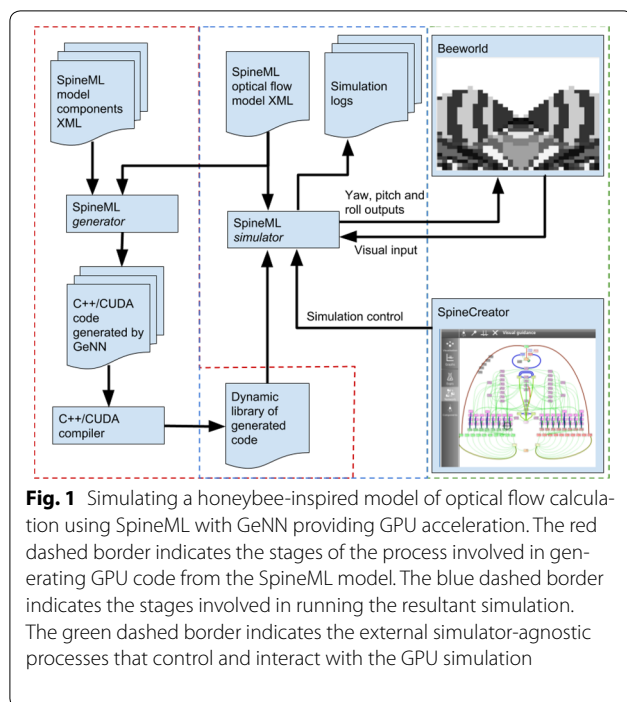 SpineML
model
components
XML
SpineML
optical flow
model XML
Simulation
logs
Beeworld
SpineML
generator
SpineML
simulator
Yaw, pitch and
roll outputs
Visual input
C++/CUDA
code
generated by
GeNN
Simulation control
SpineCreator
Visual guidance
C++/CUDA
compiler
Dynamic
library of
generated
code
Fig. 1 Simulating a honeybee-inspired model of optical flow calcula-
tion using SpineML with GeNN providing GPU acceleration. The red
dashed border indicates the stages of the process involved in gen-
erating GPU code from the SpineML model. The blue dashed border
indicates the stages involved in running the resultant simulation.
The green dashed border indicates the external simulator-agnostic
processes that control and interact with the GPU simulation